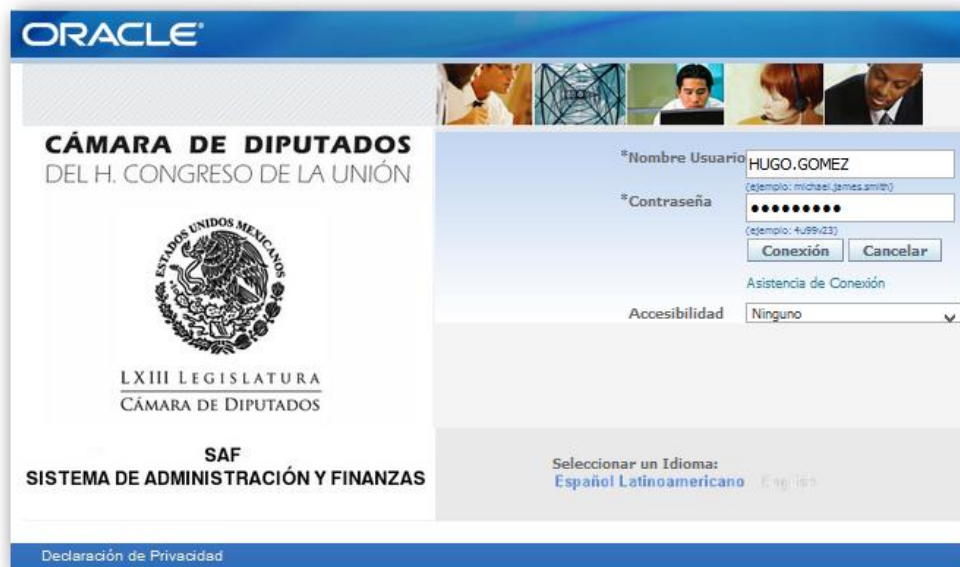 ORACLE®
CÁMARA DE DIPUTADOS
DEL H. CONGRESO DE LA UNIÓN
ESTADOS UNIDOS MEXICANOS
LXIII LEGISLATURA
CÁMARA DE DIPUTADOS
SAF
SISTEMA DE ADMINISTRACIÓN Y FINANZAS
*Nombre Usuario HUGO.GOMEZ
(ejemplo: michael.james.smith)
*Contraseña •••••••••
(ejemplo: 4u99v23)
Conexión Cancelar
Asistencia de Conexión
Accesibilidad Ninguno
Seleccionar un Idioma:
Español Latinoamericano English
Declaración de Privacidad